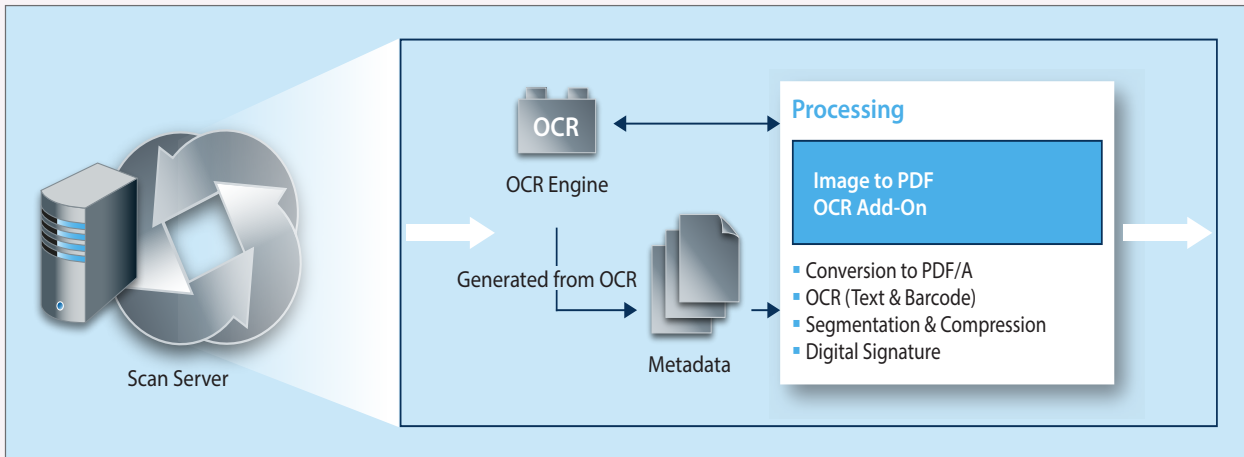 Scan Server
OCR
OCR Engine
Generated from OCR
Metadata
Processing
Image to PDF
OCR Add-On
▪ Conversion to PDF/A
▪ OCR (Text & Barcode)
▪ Segmentation & Compression
▪ Digital Signature